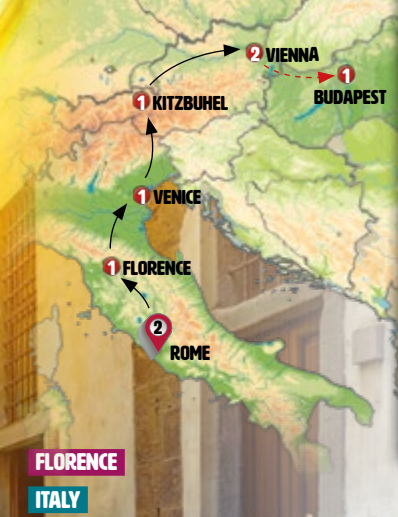 2 VIENNA
1
BUDAPEST
1 KITZBUHEL
1 VENICE
1 FLORENCE
2
ROME
FLORENCE
ITALY